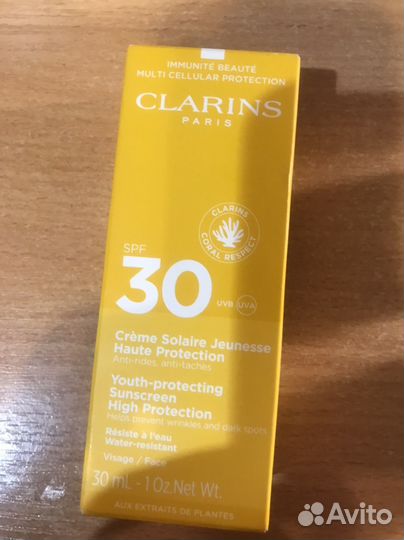 IMMUNITÉ BEAUTÉ
MULTI CELLULAR PROTECTION
CLARINS
PARIS
CLARINS
CORAL RESPECT
SPF
30
UVB UVA
Crème Solaire Jeunesse
Haute Protection
Anti-rides, anti-taches
Youth-protecting
Sunscreen
High Protection
Helps prevent wrinkles and dark spots
Résiste à l'eau
Water-resistant
Visage / Face
30 mL - 1 Oz.Net Wt.
AUX EXTRAITS DE PLANTES
Avito